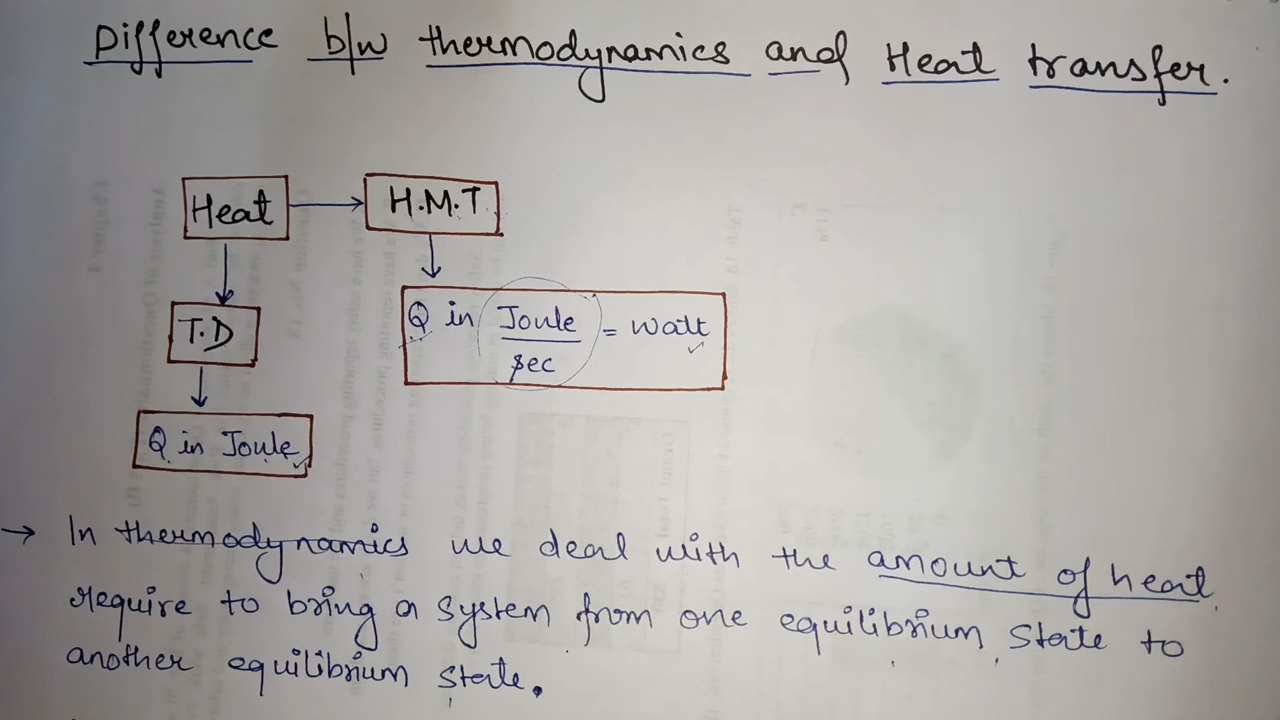 Difference b/w thermodynamics and Heat transfer.
Heat → H.M.T
T.D
Q in Joule/sec = Watt
Q in Joule
→ In thermodynamics we deal with the amount of heat
require to bring a system from one equilibrium state to
another equilibrium state.